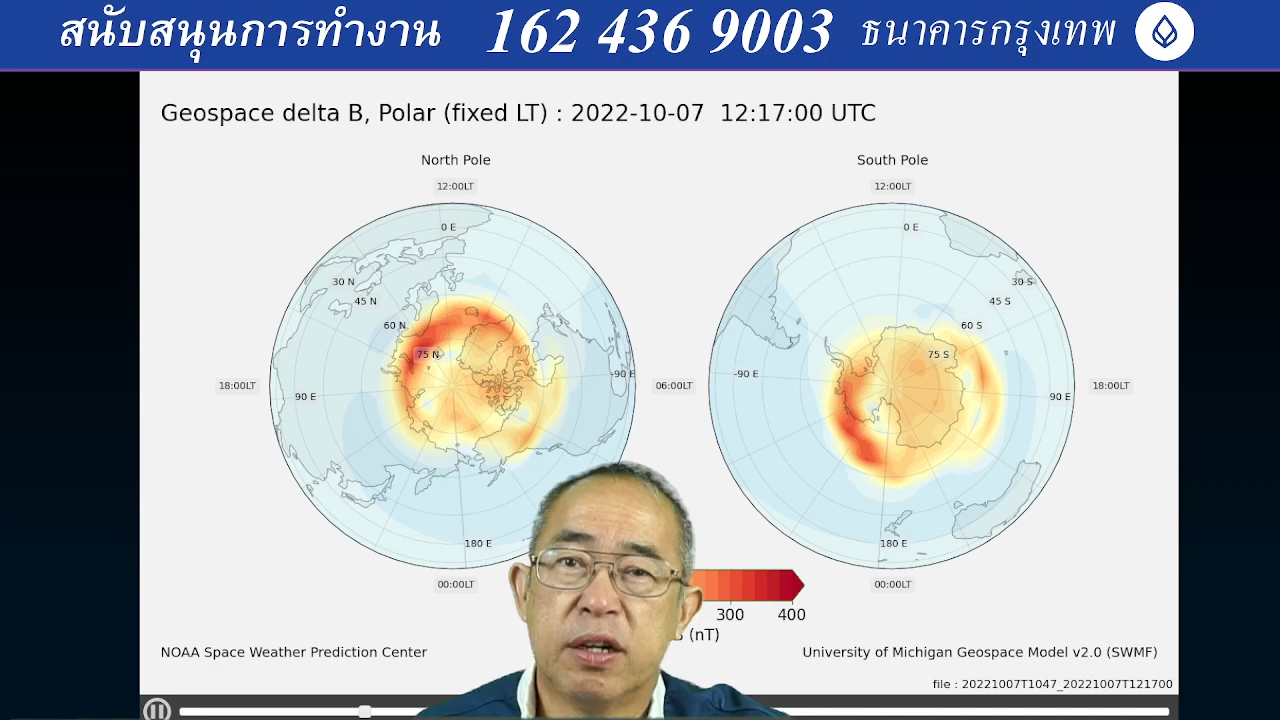 สนับสนุนการทำงาน 162 436 9003 ธนาคารกรุงเทพ
Geospace delta B, Polar (fixed LT) : 2022-10-07 12:17:00 UTC
North Pole
South Pole
12:00LT
12:00LT
0 E
0 E
30 N
30 S
45 N
45 S
60 N
60 S
75 N
75 S
-90 E
-90 E
18:00LT
06:00LT
18:00LT
90 E
90 E
180 E
180 E
00:00LT
00:00LT
300
400
(nT)
NOAA Space Weather Prediction Center
University of Michigan Geospace Model v2.0 (SWMF)
file : 20221007T1047_20221007T121700